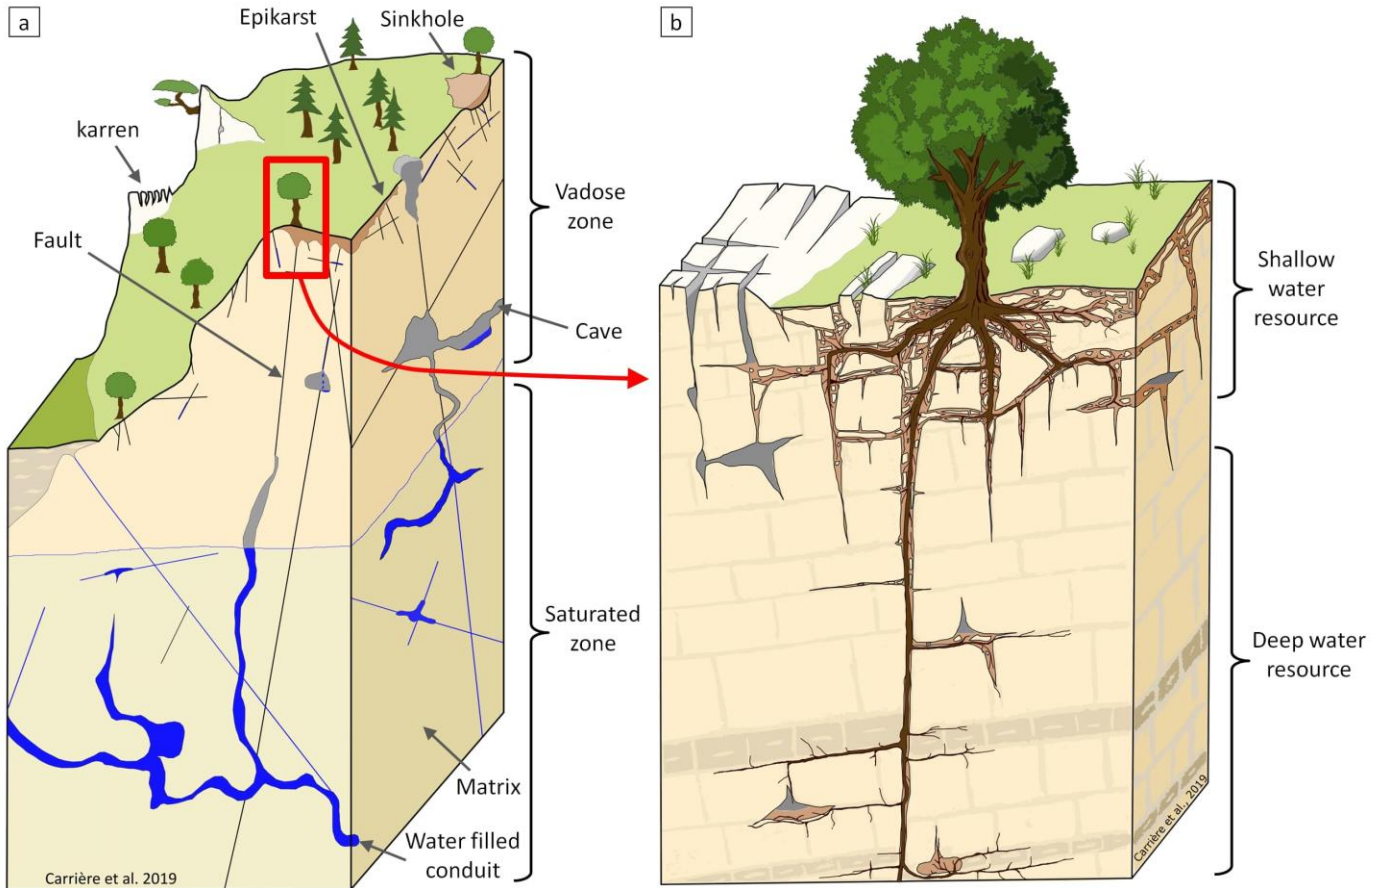 a
Epikarst
Sinkhole
karren
Fault
Vadose
zone
Cave
Saturated
zone
Matrix
Water filled
conduit
Carrière et al. 2019
b
Shallow
water
resource
Deep water
resource
Carrière et al., 2019